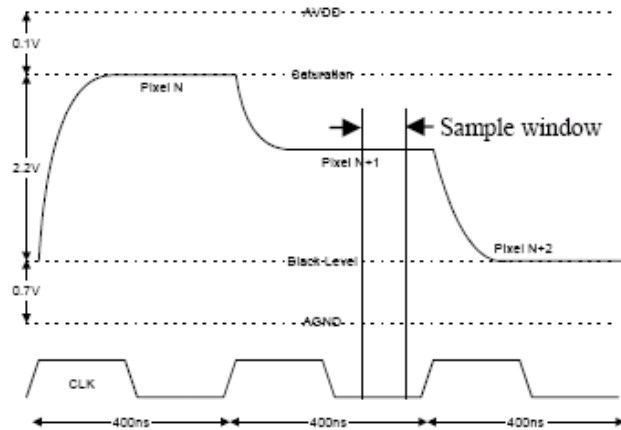 AVDD
0.1V
Saturation
Pixel N
Sample window
2.2V
Pixel N+1
Pixel N+2
Black-Level
0.7V
AGND
CLK
400ns
400ns
400ns